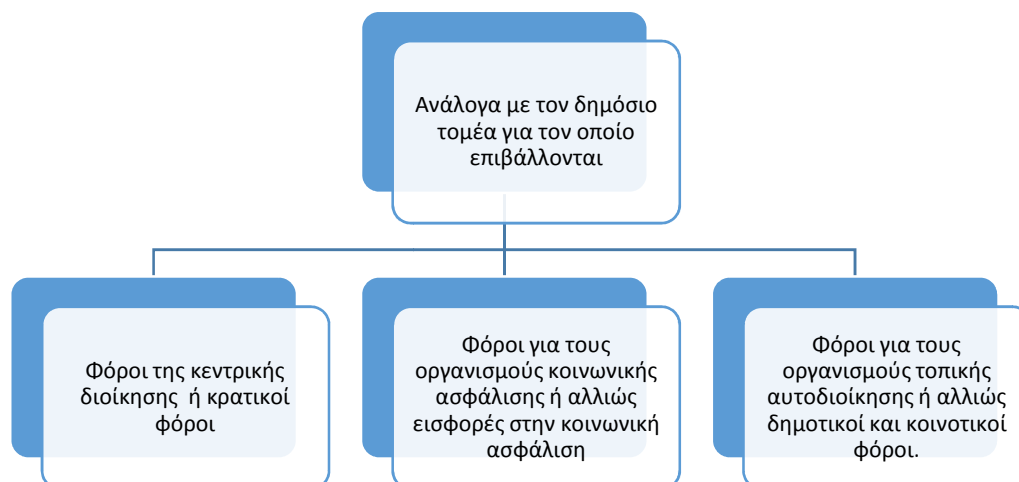 Ανάλογα με τον δημόσιο
τομέα για τον οποίο
επιβάλλονται
Φόροι της κεντρικής
διοίκησης ή κρατικοί
φόροι
Φόροι για τους
οργανισμούς κοινωνικής
ασφάλισης ή αλλιώς
εισφορές στην κοινωνική
ασφάλιση
Φόροι για τους
οργανισμούς τοπικής
αυτοδιοίκησης ή αλλιώς
δημοτικοί και κοινοτικοί
φόροι.